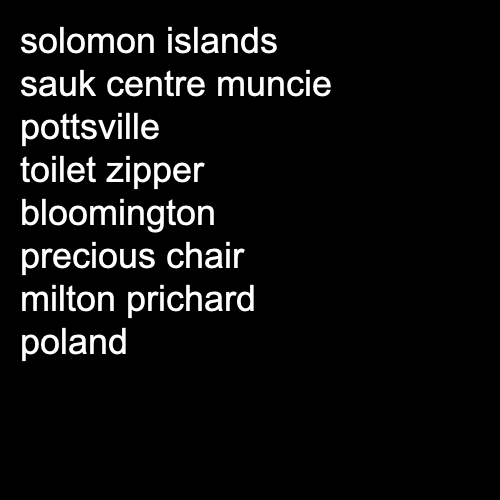 solomon islands
sauk centre muncie
pottsville
toilet zipper
bloomington
precious chair
milton prichard
poland